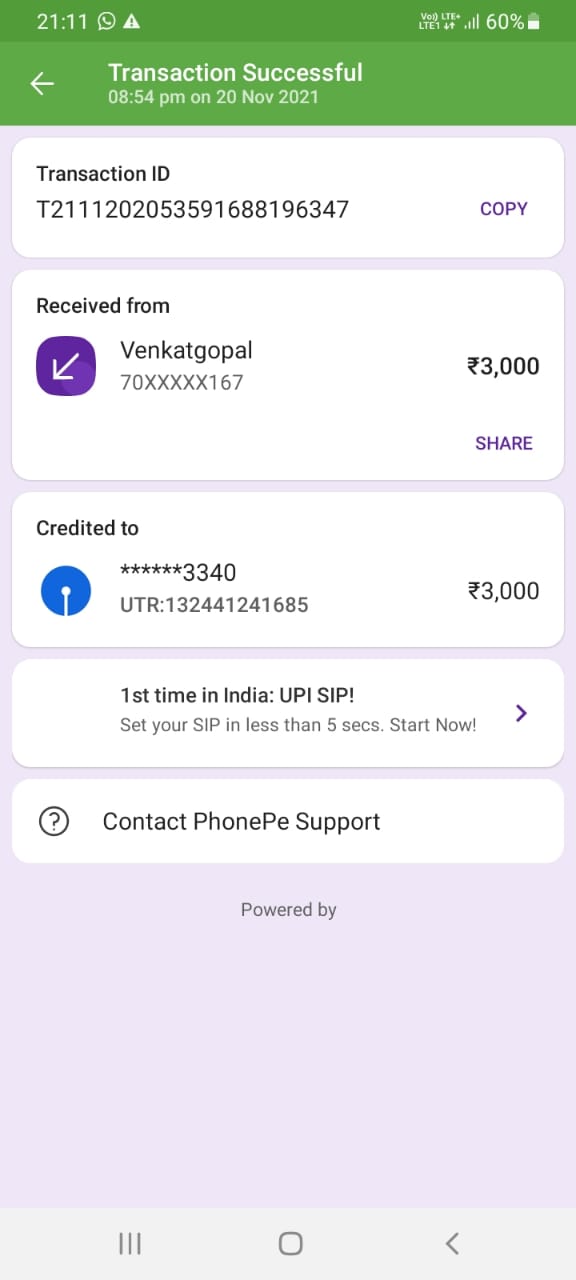 21:11
Vo) LTE+
LTE1
60%
Transaction Successful
08:54 pm on 20 Nov 2021
Transaction ID
T2111202053591688196347
COPY
Received from
Venkatgopal
70XXXXX167
₹3,000
SHARE
Credited to
******3340
UTR:132441241685
₹3,000
1st time in India: UPI SIP!
Set your SIP in less than 5 secs. Start Now!
Contact PhonePe Support
Powered by